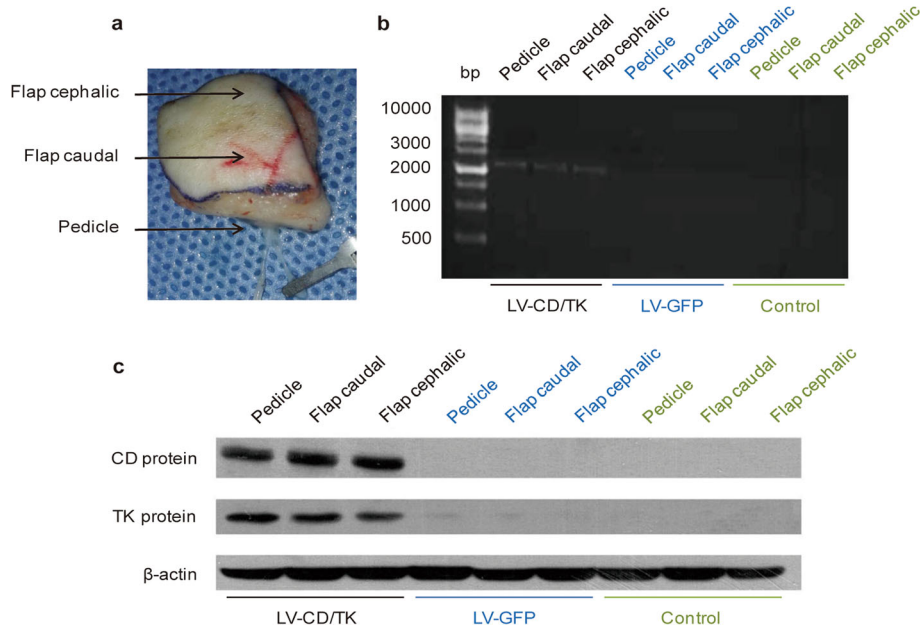 a
Flap cephalic
Flap caudal
Pedicle
b
bp
Pedicle
Flap caudal
Flap cephalic
Pedicle
Flap caudal
Flap cephalic
Pedicle
Flap caudal
Flap cephalic
10000
3000
2000
1000
500
LV-CD/TK
LV-GFP
Control
c
Pedicle
Flap caudal
Flap cephalic
Pedicle
Flap caudal
Flap cephalic
Pedicle
Flap caudal
Flap cephalic
CD protein
TK protein
β-actin
LV-CD/TK
LV-GFP
Control